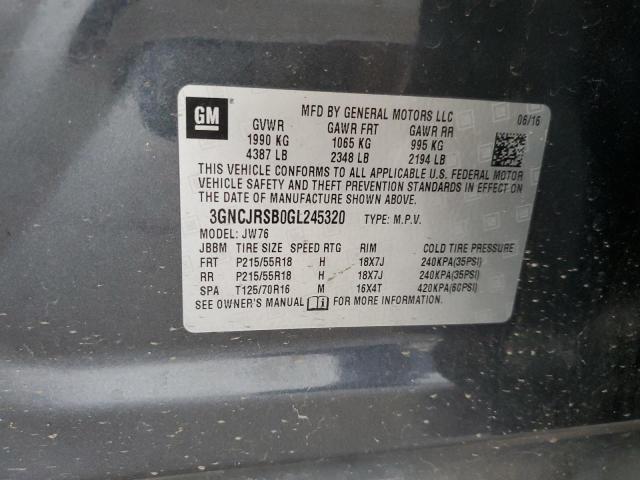 GM
MFD BY GENERAL MOTORS LLC 06/16
GVWR GAWR FRT GAWR RR
1990 KG 1065 KG 995 KG
4387 LB 2348 LB 2194 LB
THIS VEHICLE CONFORMS TO ALL APPLICABLE U.S. FEDERAL MOTOR
VEHICLE SAFETY AND THEFT PREVENTION STANDARDS IN EFFECT ON
THE DATE OF MANUFACTURE SHOWN ABOVE.
3GNCJRSB0GL245320 TYPE: M.P.V.
MODEL: JW76
JBBM TIRE SIZE SPEED RTG RIM COLD TIRE PRESSURE
FRT P215/55R18 H 18X7J 240KPA(35PSI)
RR P215/55R18 H 18X7J 240KPA(35PSI)
SPA T125/70R16 M 16X4T 420KPA(60PSI)
SEE OWNER'S MANUAL FOR MORE INFORMATION.